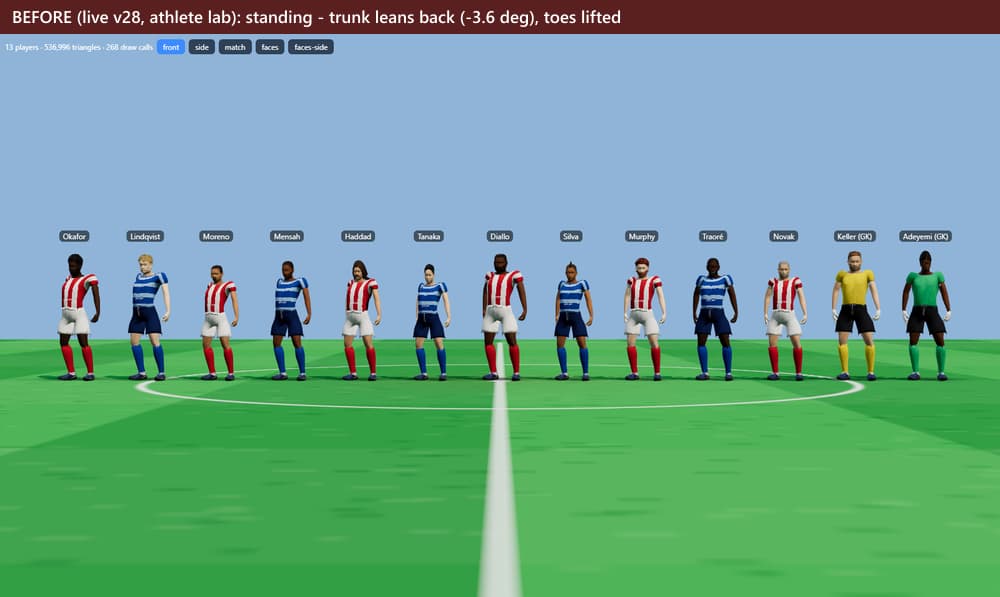 BEFORE (live v28, athlete lab): standing - trunk leans back (-3.6 deg), toes lifted
13 players · 536,996 triangles · 268 draw calls front side match faces faces-side
Okafor Lindqvist Moreno Mensah Haddad Tanaka Diallo Silva Murphy Traoré Novak Keller (GK) Adeyemi (GK)